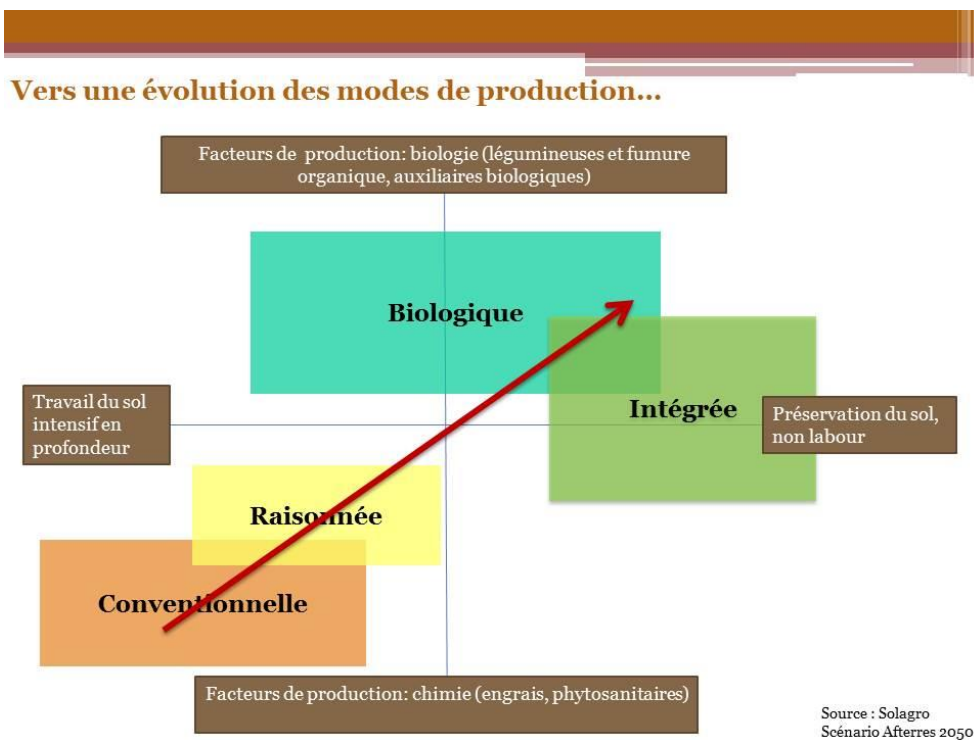 Vers une évolution des modes de production...
Facteurs de production: biologie (légumineuses et fumure
organique, auxiliaires biologiques)
Biologique
Travail du sol
intensif en
profondeur
Intégrée
Préservation du sol,
non labour
Raisonnée
Conventionnelle
Facteurs de production: chimie (engrais, phytosanitaires)
Source : Solagro
Scénario Afterres 2050